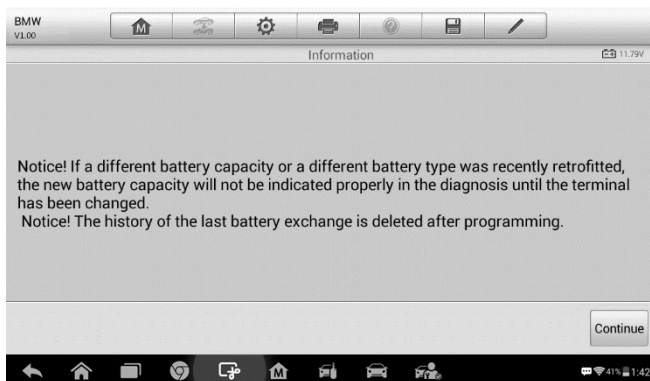 BMW
V1.00
Information
11.79V
Notice! If a different battery capacity or a different battery type was recently retrofitted,
the new battery capacity will not be indicated properly in the diagnosis until the terminal
has been changed.
Notice! The history of the last battery exchange is deleted after programming.
Continue
41% 1:42